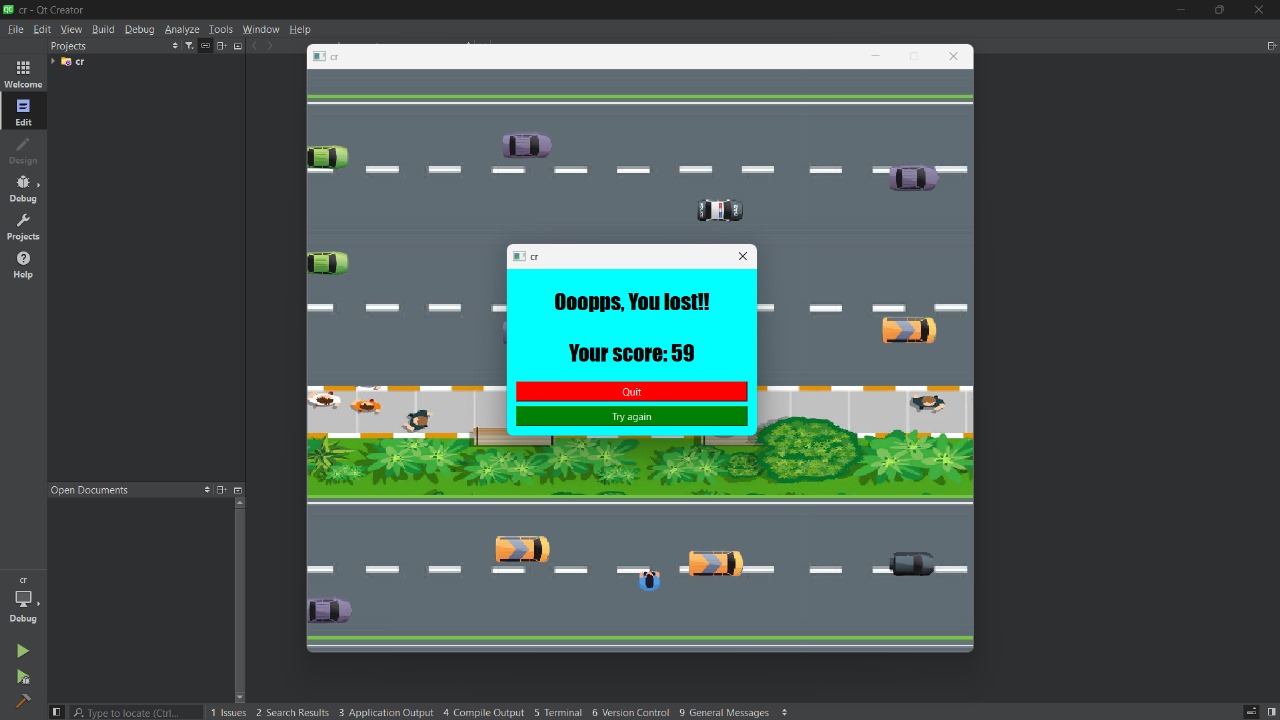 cr - Qt Creator
File Edit View Build Debug Analyze Tools Window Help
Projects
cr
cr
Welcome
Edit
Design
Debug
Projects
Help
cr
Ooopps, You lost!!
Your score: 59
Quit
Try again
Open Documents
cr
Debug
Type to locate (Ctrl...
1 Issues 2 Search Results 3 Application Output 4 Compile Output 5 Terminal 6 Version Control 9 General Messages